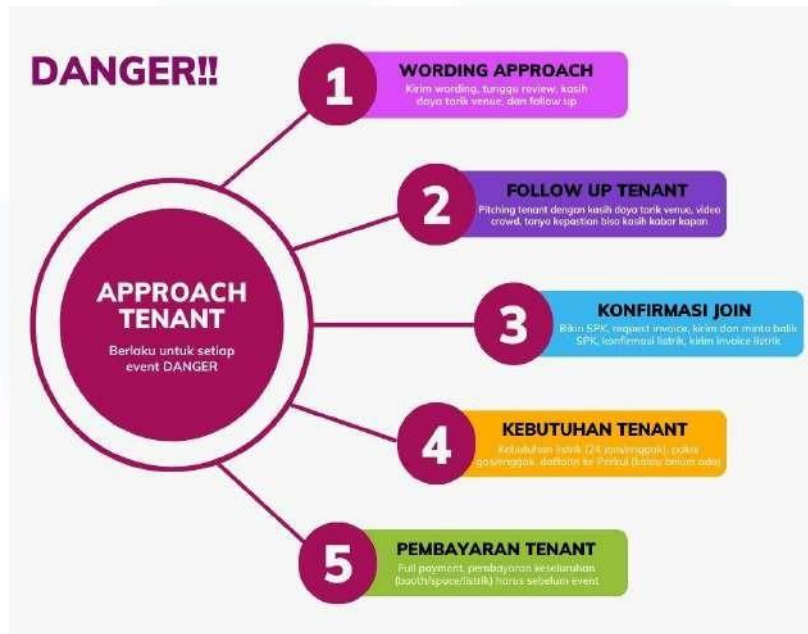 DANGER!!
1
WORDING APPROACH
Kirim wording, tunggu review, kasih
daya tarik venue, dan follow up
2
FOLLOW UP TENANT
Pitching tenant dengan kasih daya tarik venue, video
crowd, tanya kepastian bisa kasih kabar kapan
APPROACH
TENANT
Berlaku untuk setiap
event DANGER
3
KONFIRMASI JOIN
Bikin SPK, request invoice, kirim dan minta balik
SPK, konfirmasi listrik, kirim invoice listrik
4
KEBUTUHAN TENANT
Kebutuhan listrik (24 jam/enggak), pakai
gas/enggak, daftarin ke Perkul (kalau belum ada)
5
PEMBAYARAN TENANT
Full payment, pembayaran keseluruhan
(booth/space/listrik) harus sebelum event